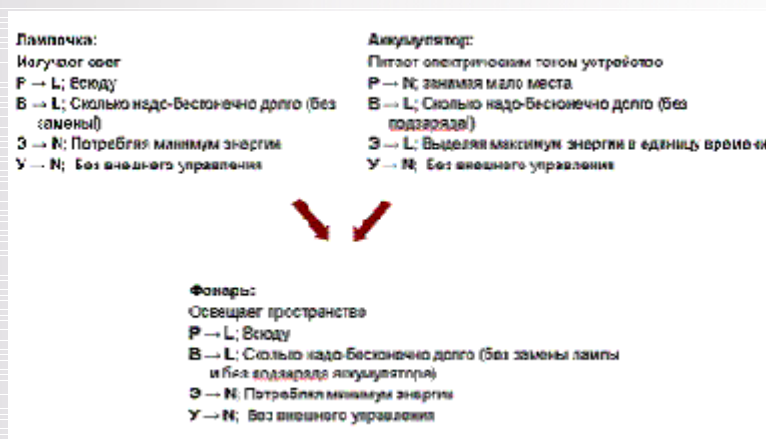 Лампочка:
Излучает свет
P → L; Всюду
В → L; Сколько надо-бесконечно долго (без
замены!)
Э → N; Потребляя минимум энергии
У → N; Без внешнего управления
Аккумулятор:
Питает электрическим током устройство
P → N; занимая мало места
В → L; Сколько надо-бесконечно долго (без
подзаряда!)
Э → L; Выделяя максимум энергии в единицу времени
У → N; Без внешнего управления
Фонарь:
Освещает пространство
P → L; Всюду
В → L; Сколько надо-бесконечно долго (без замены лампы
и без подзаряда аккумулятора)
Э → N; Потребляя минимум энергии
У → N; Без внешнего управления